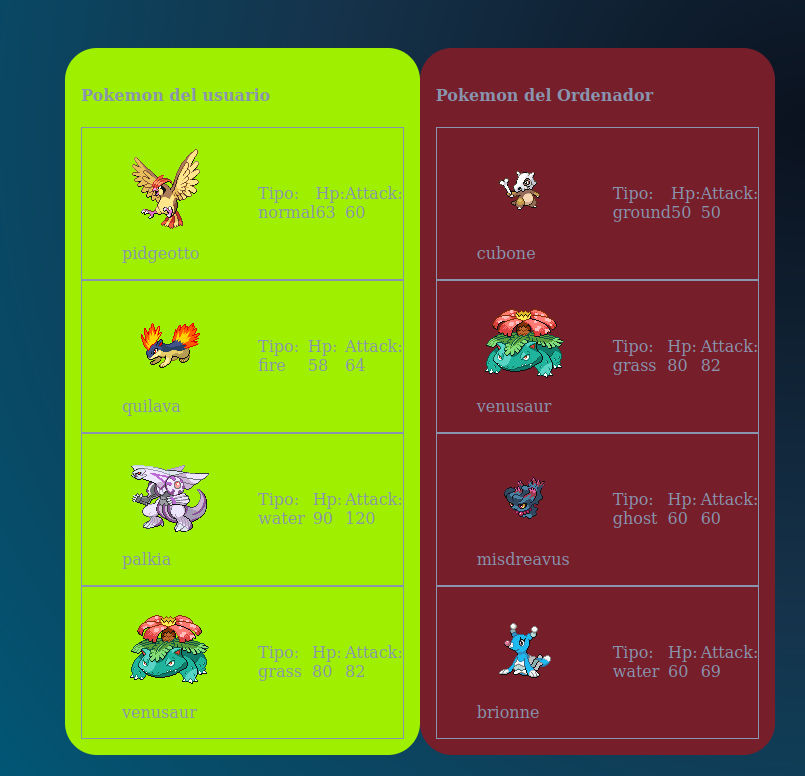 Pokemon del usuario
Tipo: Hp: Attack:
normal 63 60
pidgeotto
Tipo: Hp: Attack:
fire 58 64
quilava
Tipo: Hp: Attack:
water 90 120
palkia
Tipo: Hp: Attack:
grass 80 82
venusaur
Pokemon del Ordenador
Tipo: Hp: Attack:
ground 50 50
cubone
Tipo: Hp: Attack:
grass 80 82
venusaur
Tipo: Hp: Attack:
ghost 60 60
misdreavus
Tipo: Hp: Attack:
water 60 69
brionne